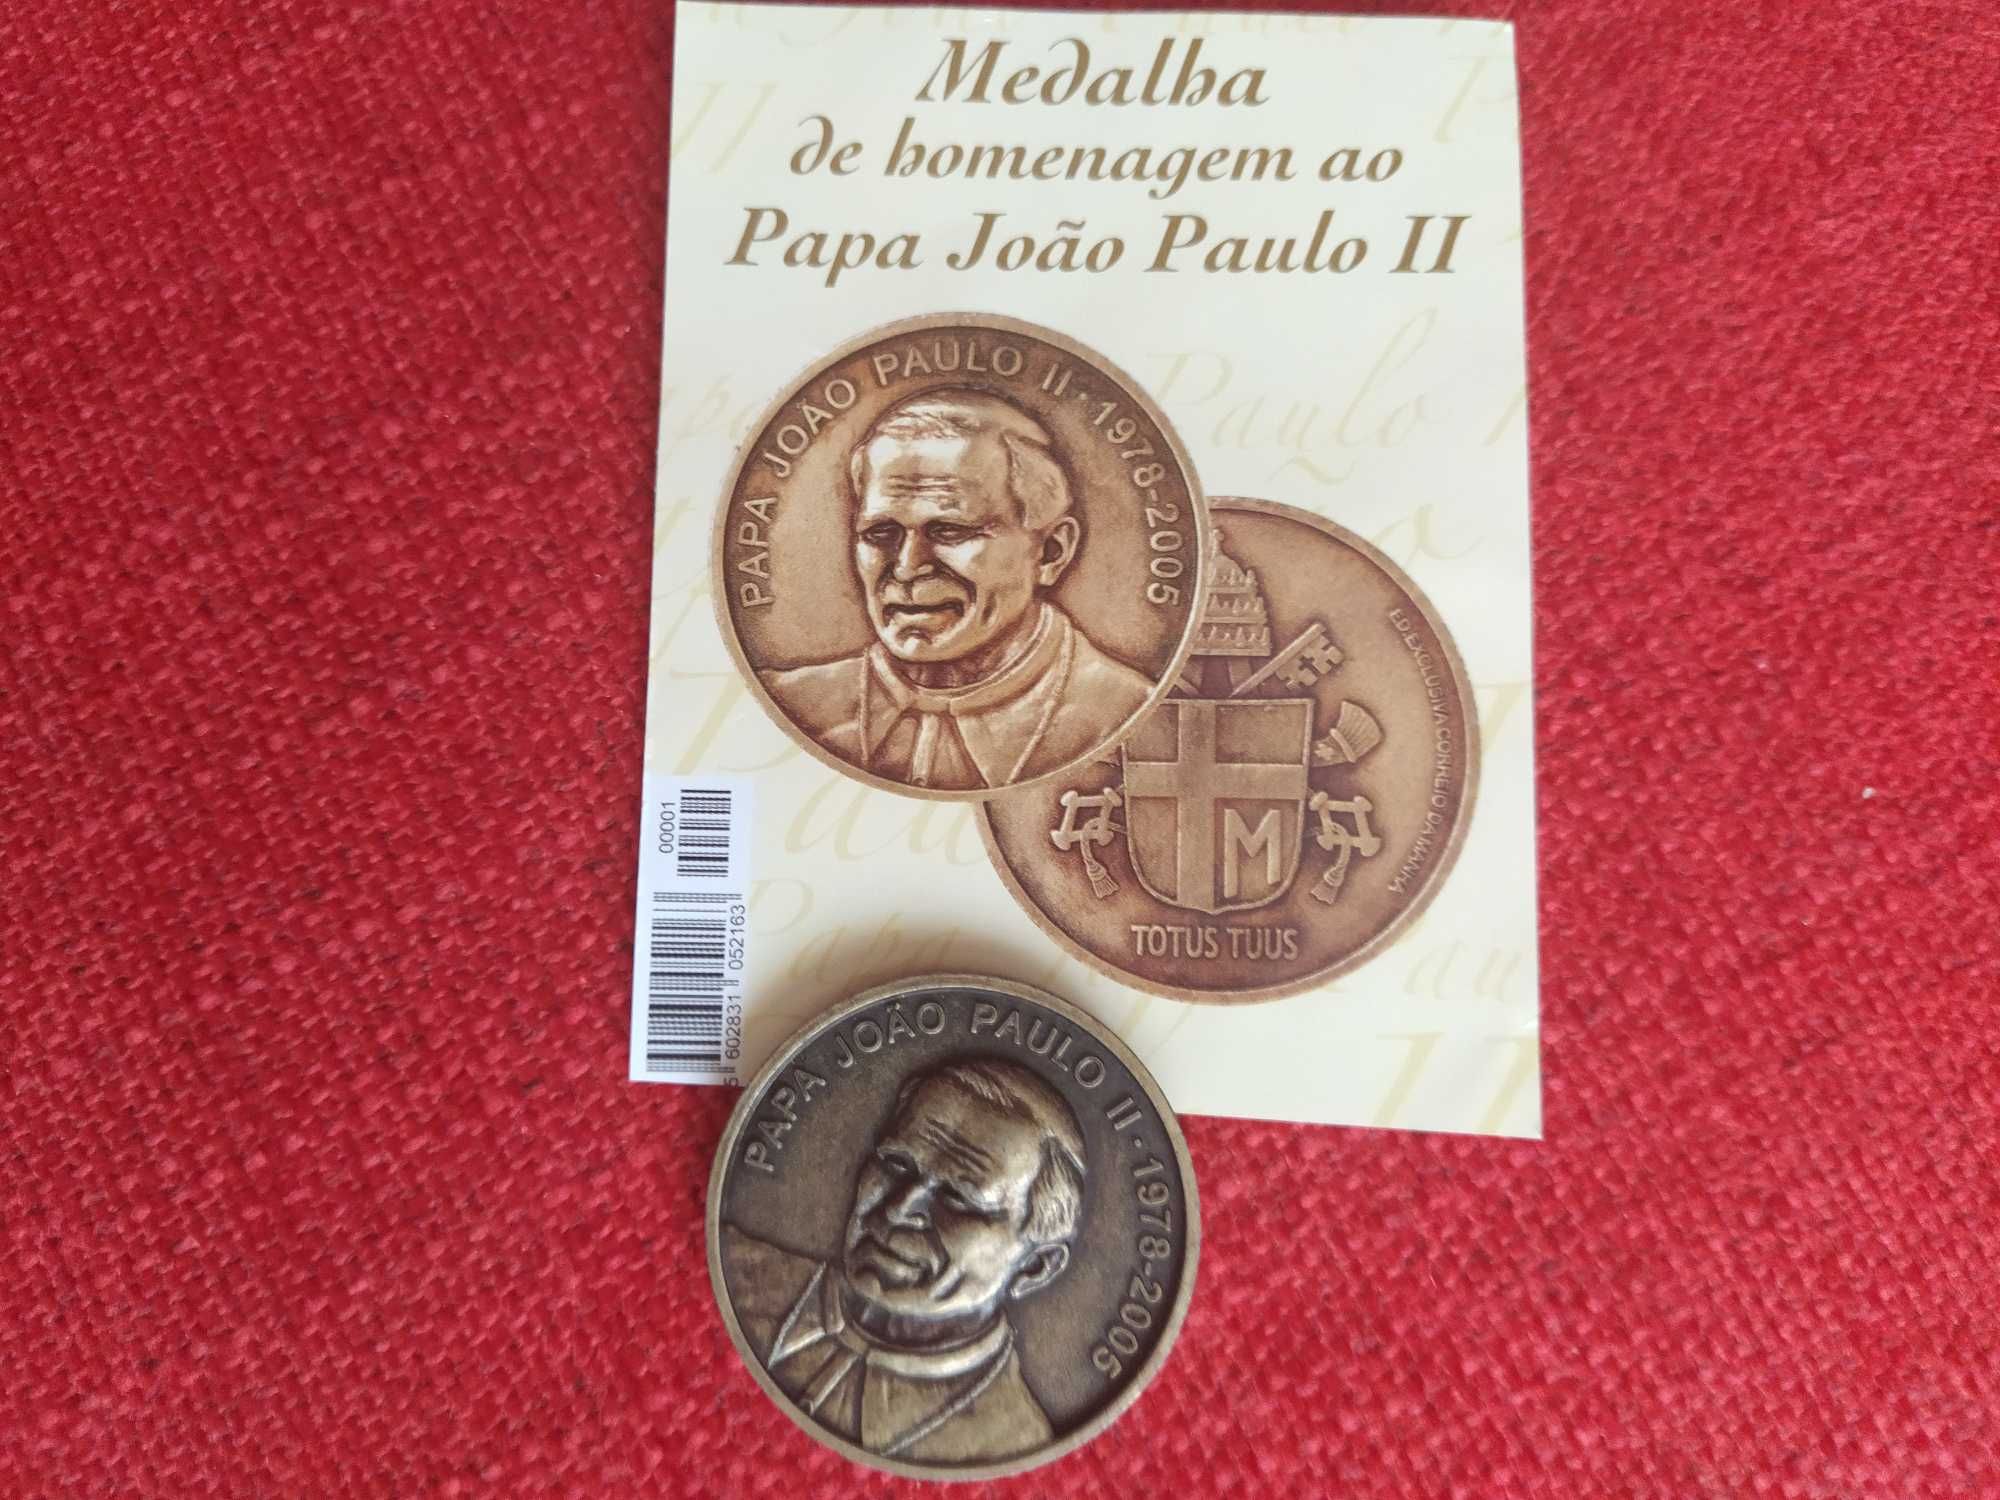 Medalha
de homenagem ao
Papa João Paulo II
PAPA JOÃO PAULO II · 1978-2005
ED. EXCLUSIVA CORREIO DA MANHÃ
M
TOTUS TUUS
00001
5 602831 052163
PAPA JOÃO PAULO II · 1978-2005